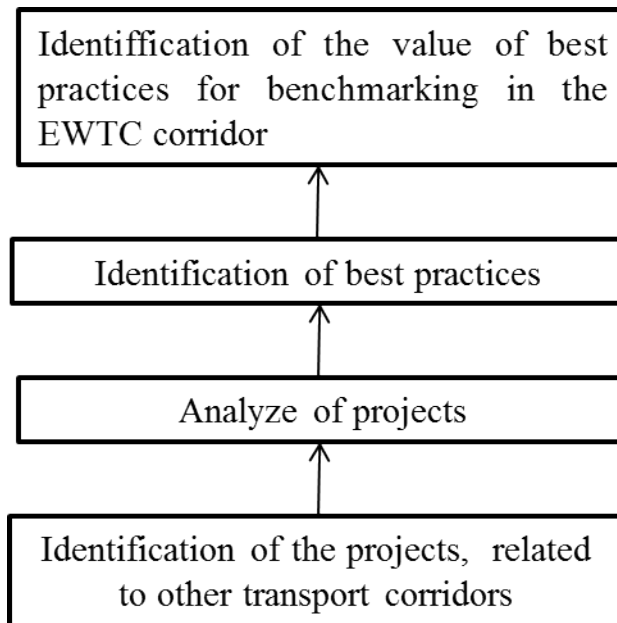 Identiffication of the value of best
practices for benchmarking in the
EWTC corridor
Identification of best practices
Analyze of projects
Identification of the projects, related
to other transport corridors